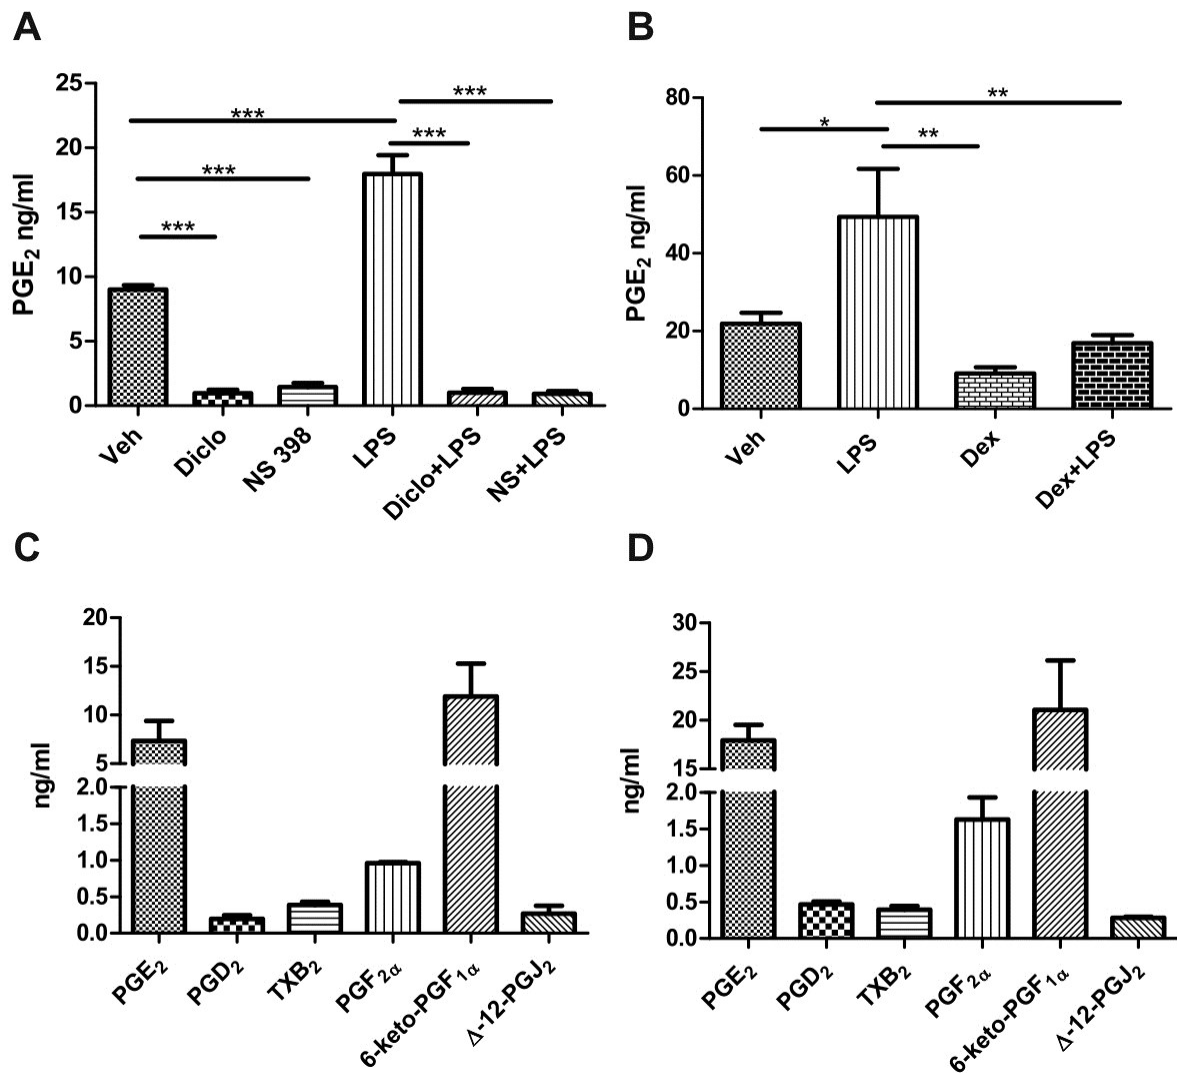 A
PGE2 ng/ml
25
20
15
10
5
0
***
***
***
***
***
Veh
Diclo
NS 398
LPS
Diclo+LPS
NS+LPS
B
PGE2 ng/ml
80
60
40
20
0
**
*
**
Veh
LPS
Dex
Dex+LPS
C
ng/ml
20
15
10
5
2.0
1.5
1.0
0.5
0.0
PGE2
PGD2
TXB2
PGF2α
6-keto-PGF1α
Δ-12-PGJ2
D
ng/ml
30
25
20
15
2.0
1.5
1.0
0.5
0.0
PGE2
PGD2
TXB2
PGF2α
6-keto-PGF1α
Δ-12-PGJ2